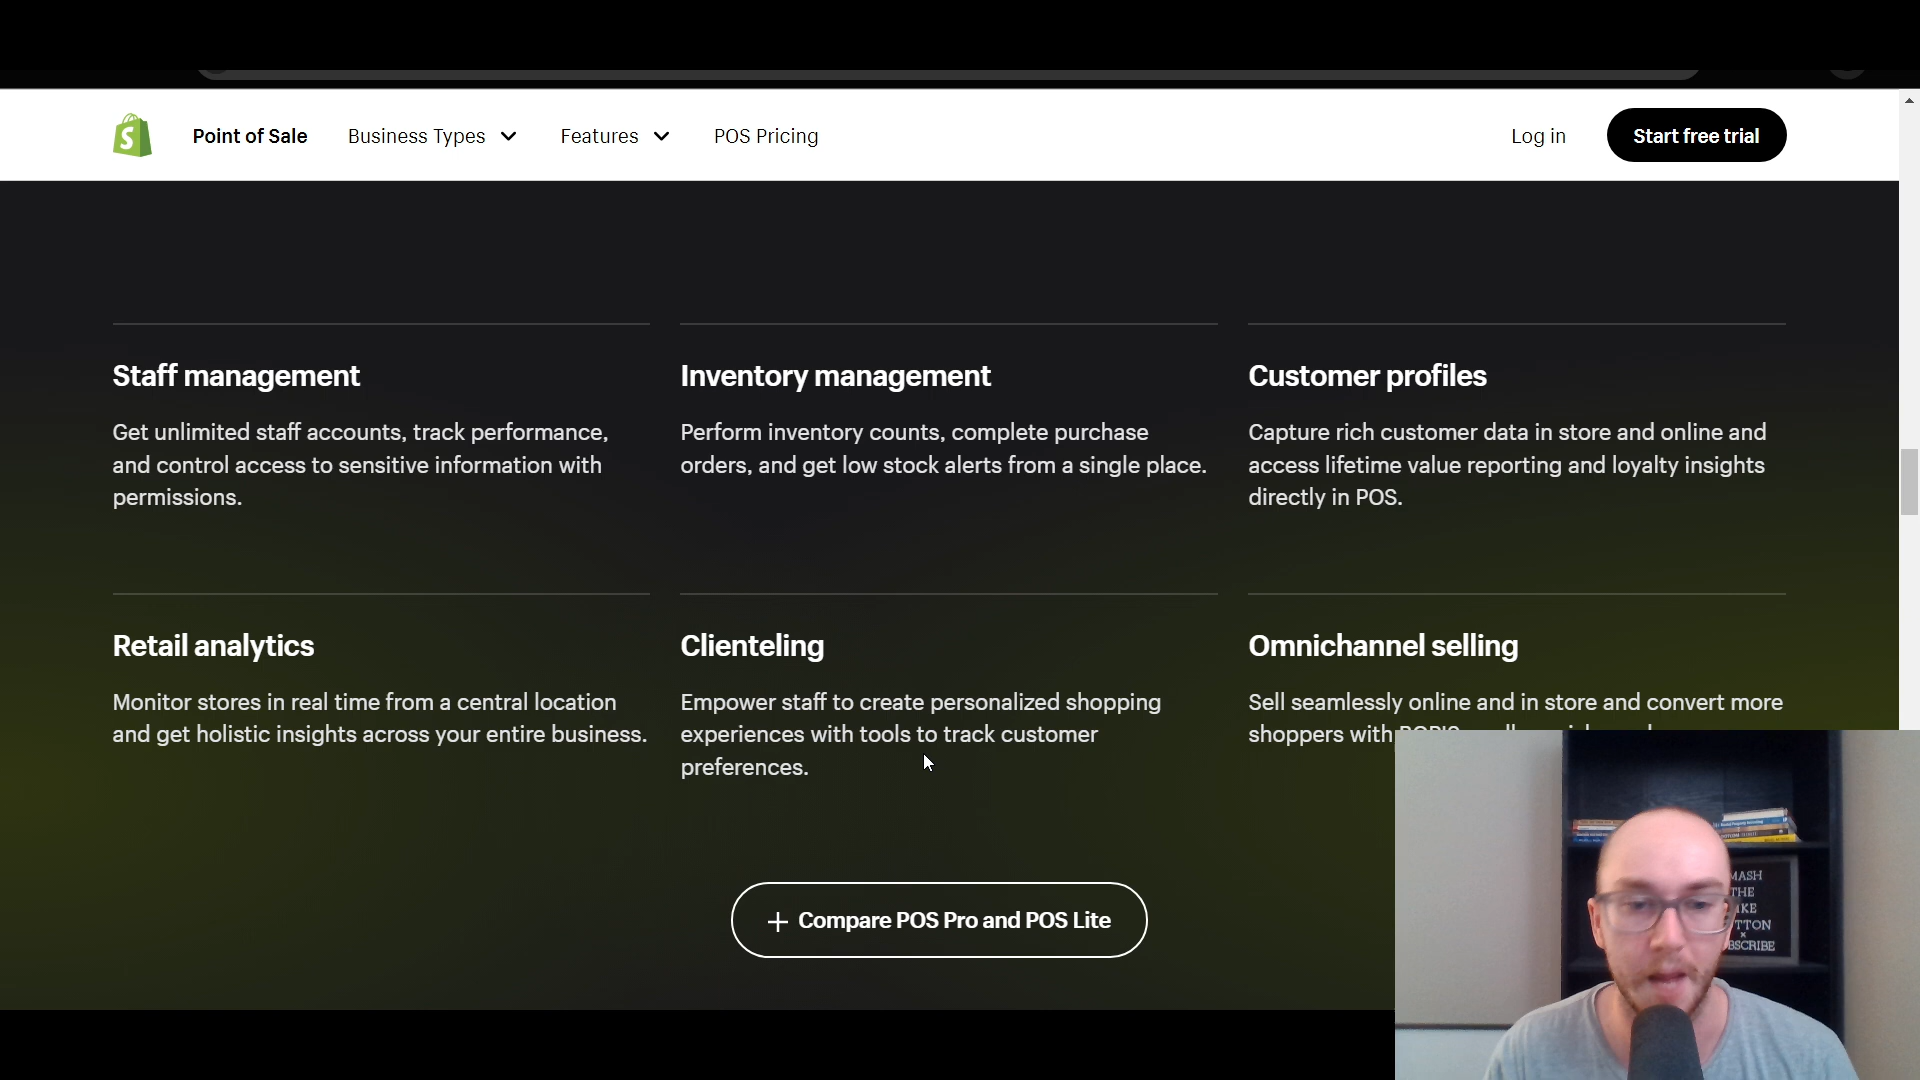 Point of Sale
Business Types
Features
POS Pricing
Log in
Start free trial
Staff management
Get unlimited staff accounts, track performance,
and control access to sensitive information with
permissions.
Inventory management
Perform inventory counts, complete purchase
orders, and get low stock alerts from a single place.
Customer profiles
Capture rich customer data in store and online and
access lifetime value reporting and loyalty insights
directly in POS.
Retail analytics
Monitor stores in real time from a central location
and get holistic insights across your entire business.
Clienteling
Empower staff to create personalized shopping
experiences with tools to track customer
preferences.
Omnichannel selling
Sell seamlessly online and in store and convert more
shoppers with
+ Compare POS Pro and POS Lite
THE